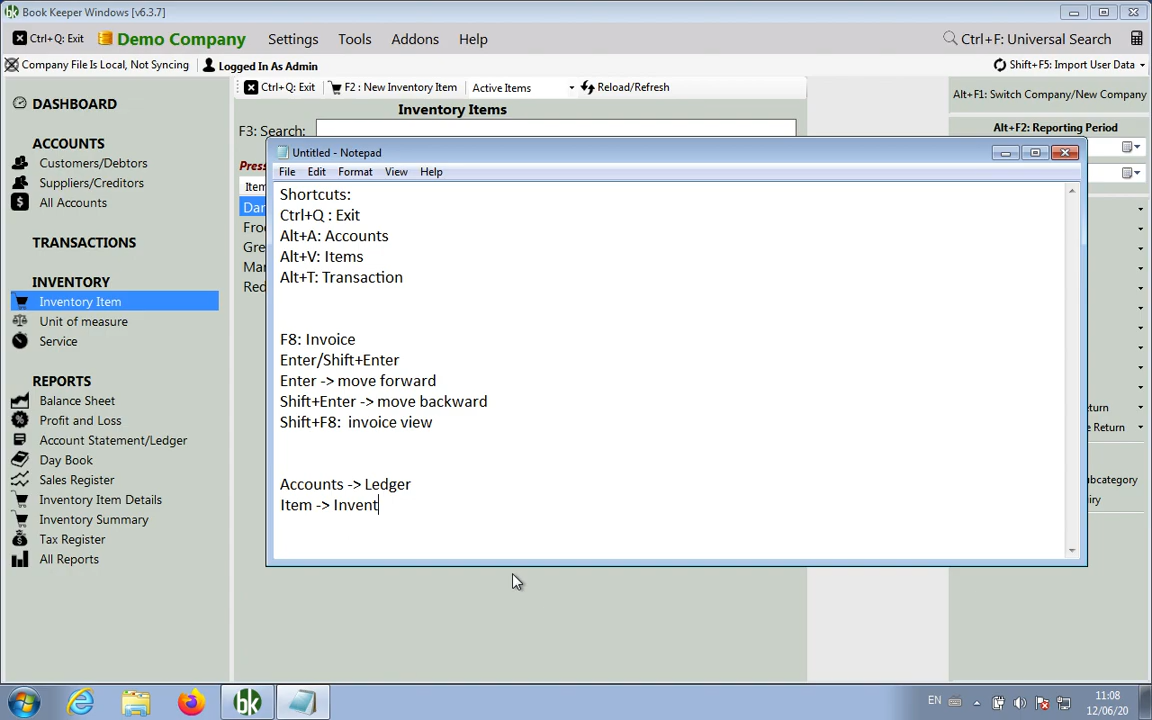 Book Keeper Windows [v6.3.7]
Ctrl+Q: Exit
Demo Company
Settings
Tools
Addons
Help
Ctrl+F: Universal Search
Company File Is Local, Not Syncing
Logged In As Admin
Shift+F5: Import User Data
DASHBOARD
ACCOUNTS
Customers/Debtors
Suppliers/Creditors
All Accounts
TRANSACTIONS
INVENTORY
Inventory Item
Unit of measure
Service
REPORTS
Balance Sheet
Profit and Loss
Account Statement/Ledger
Day Book
Sales Register
Inventory Item Details
Inventory Summary
Tax Register
All Reports
Ctrl+Q: Exit
F2 : New Inventory Item
Active Items
Reload/Refresh
Inventory Items
F3: Search:
Press
Item
Alt+F1: Switch Company/New Company
Alt+F2: Reporting Period
Untitled - Notepad
File
Edit
Format
View
Help
Shortcuts:
Ctrl+Q : Exit
Alt+A: Accounts
Alt+V: Items
Alt+T: Transaction
F8: Invoice
Enter/Shift+Enter
Enter -> move forward
Shift+Enter -> move backward
Shift+F8: invoice view
Accounts -> Ledger
Item -> Invent
EN
11:08
12/06/20